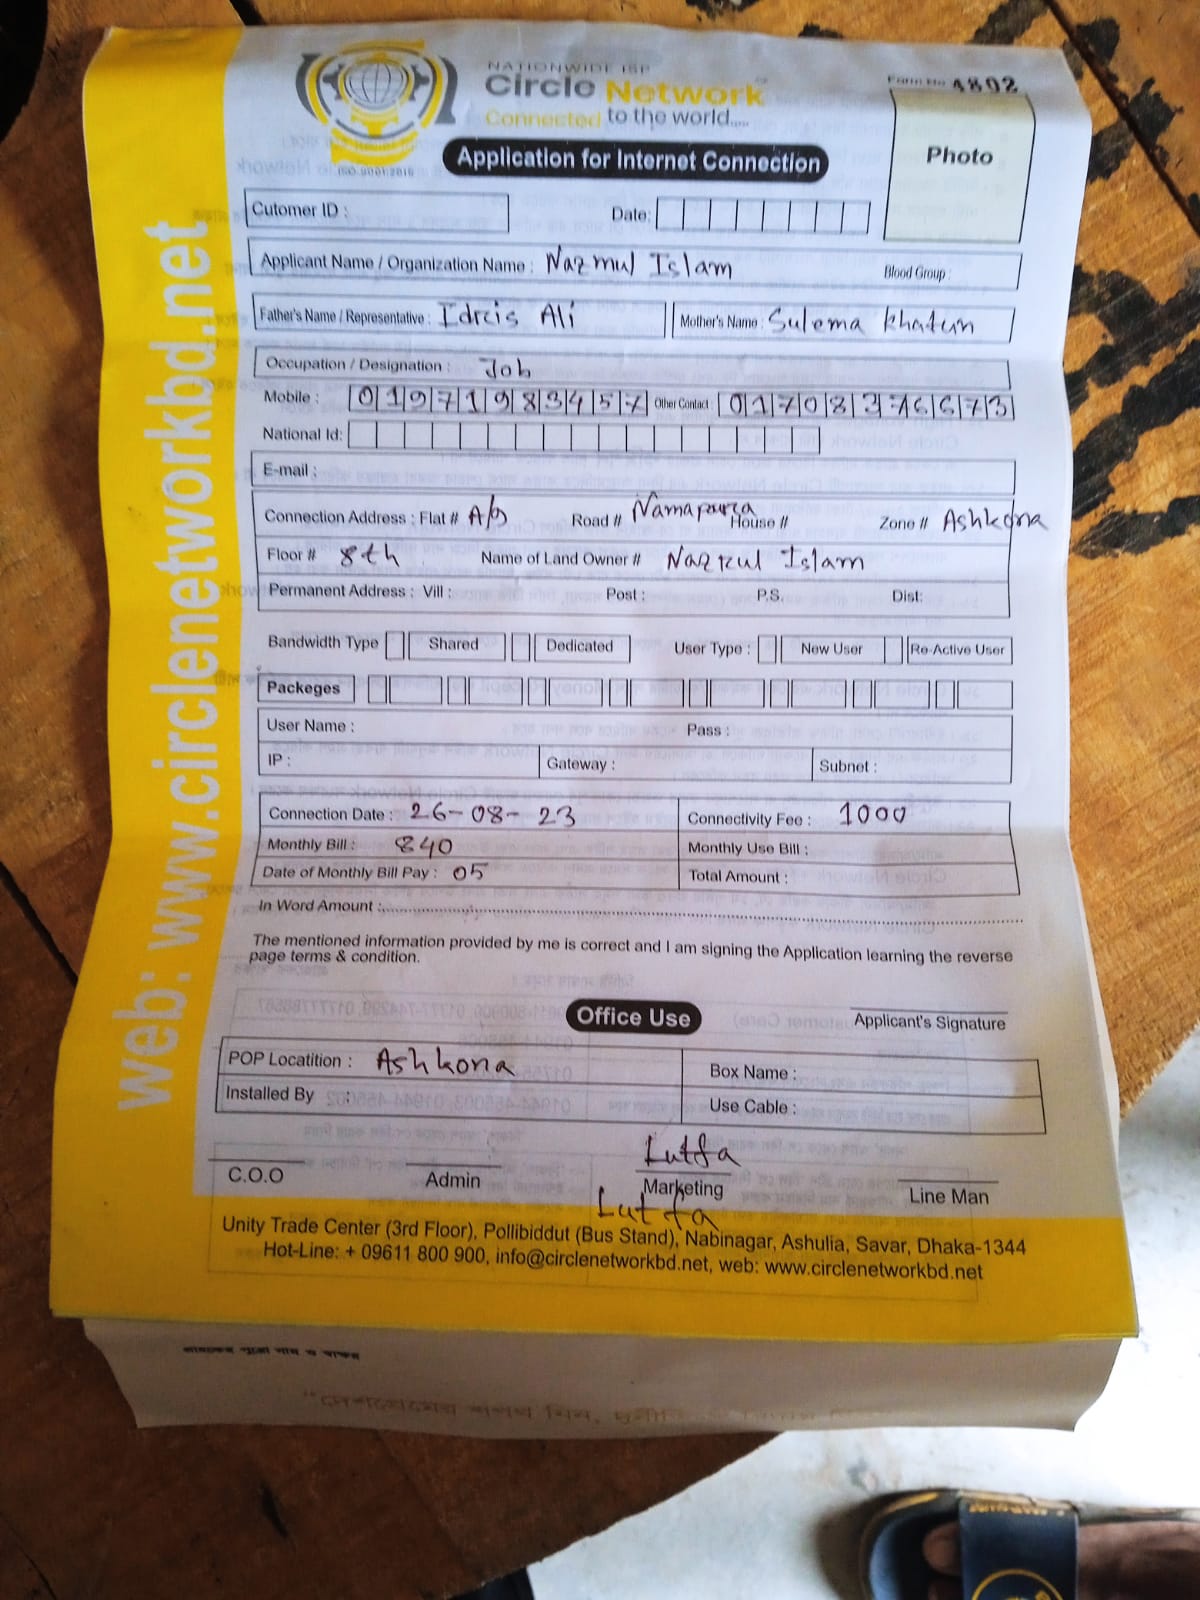 NATIONWIDE ISP
Circle Network
Connected to the world.....
Form No 4802
Photo
ISO 9001:2015
Application for Internet Connection
Cutomer ID :
Date:
Applicant Name / Organization Name : Nazmul Islam Blood Group :
Father's Name / Representative : Idris Ali Mother's Name : Sulema Khatun
Occupation / Designation : Job
Mobile : 01971983457 Other Contact : 01708376673
National Id:
E-mail :
Connection Address : Flat # A/9 Road # Namapara House # Zone # Ashkona
Floor # 8th Name of Land Owner # Nazrul Islam
Permanent Address : Vill : Post : P.S. Dist:
Bandwidth Type Shared Dedicated User Type : New User Re-Active User
Packeges
User Name : Pass :
IP : Gateway : Subnet :
Connection Date : 26-08-23 Connectivity Fee : 1000
Monthly Bill : 840 Monthly Use Bill :
Date of Monthly Bill Pay : 05 Total Amount :
In Word Amount :
The mentioned information provided by me is correct and I am signing the Application learning the reverse
page terms & condition.
Office Use
Applicant's Signature
POP Locatition : Ashkona Box Name :
Installed By : Use Cable :
Lutfa
C.O.O Admin Marketing Line Man
Lutfa
Unity Trade Center (3rd Floor), Pollibiddut (Bus Stand), Nabinagar, Ashulia, Savar, Dhaka-1344
Hot-Line: + 09611 800 900, info@circlenetworkbd.net, web: www.circlenetworkbd.net
web: www.circlenetworkbd.net